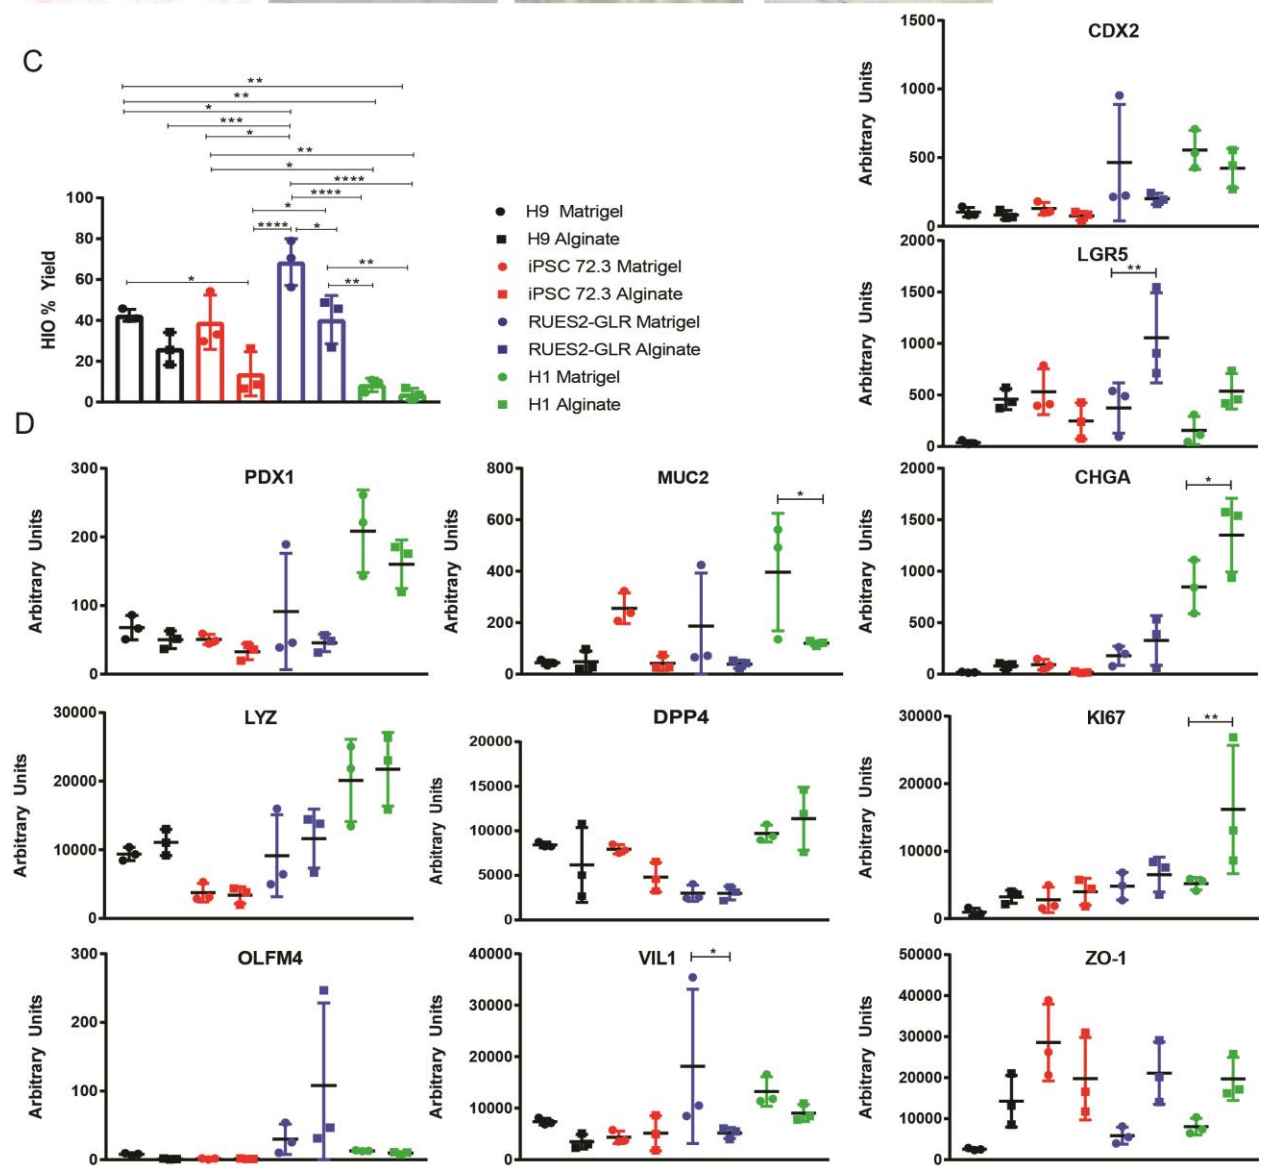 C
**
**
*
***
*
**
*
****
****
*
****
*
**
*
**
HIO % Yield
100
80
60
40
20
0
H9 Matrigel
H9 Alginate
iPSC 72.3 Matrigel
iPSC 72.3 Alginate
RUES2-GLR Matrigel
RUES2-GLR Alginate
H1 Matrigel
H1 Alginate
CDX2
Arbitrary Units
1500
1000
500
0
LGR5
**
Arbitrary Units
2000
1500
1000
500
0
D
PDX1
Arbitrary Units
300
200
100
0
MUC2
*
Arbitrary Units
800
600
400
200
0
CHGA
*
Arbitrary Units
2000
1500
1000
500
0
LYZ
Arbitrary Units
30000
20000
10000
0
DPP4
Arbitrary Units
20000
15000
10000
5000
0
KI67
**
Arbitrary Units
30000
20000
10000
0
OLFM4
Arbitrary Units
300
200
100
0
VIL1
*
Arbitrary Units
40000
30000
20000
10000
0
ZO-1
Arbitrary Units
50000
40000
30000
20000
10000
0